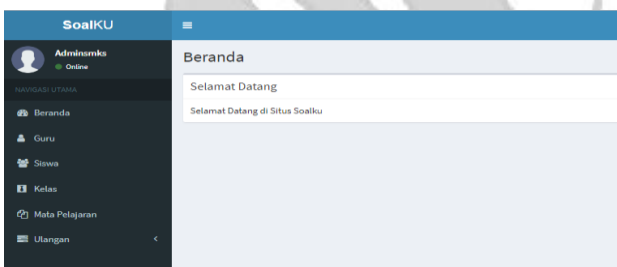 SoalKU
Adminsmks
Online
NAVIGASI UTAMA
Beranda
Guru
Siswa
Kelas
Mata Pelajaran
Ulangan
Beranda
Selamat Datang
Selamat Datang di Situs Soalku